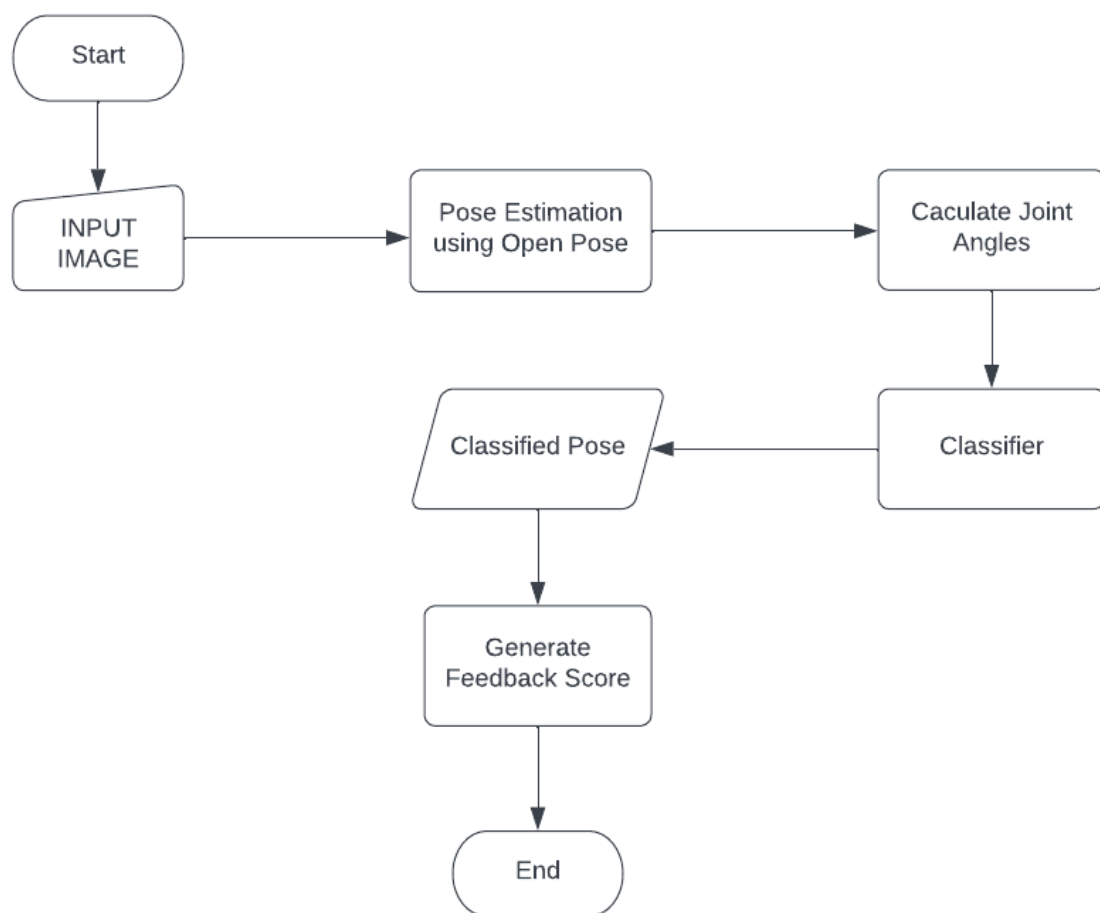 Start
INPUT
IMAGE
Pose Estimation
using Open Pose
Caculate Joint
Angles
Classified Pose
Classifier
Generate
Feedback Score
End